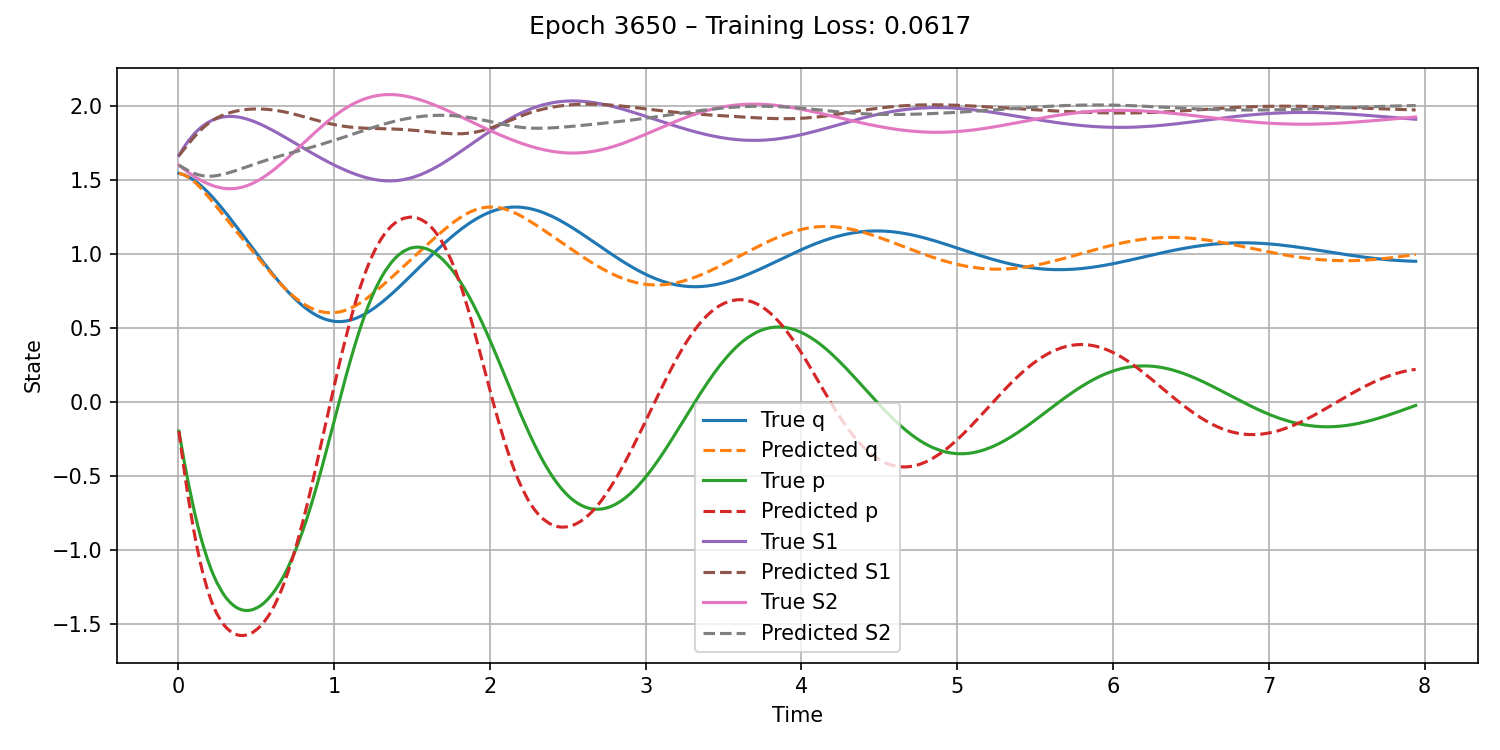 Epoch 3650 – Training Loss: 0.0617
2.0
1.5
1.0
0.5
0.0
−0.5
−1.0
−1.5
State
True q
Predicted q
True p
Predicted p
True S1
Predicted S1
True S2
Predicted S2
0 1 2 3 4 5 6 7 8
Time